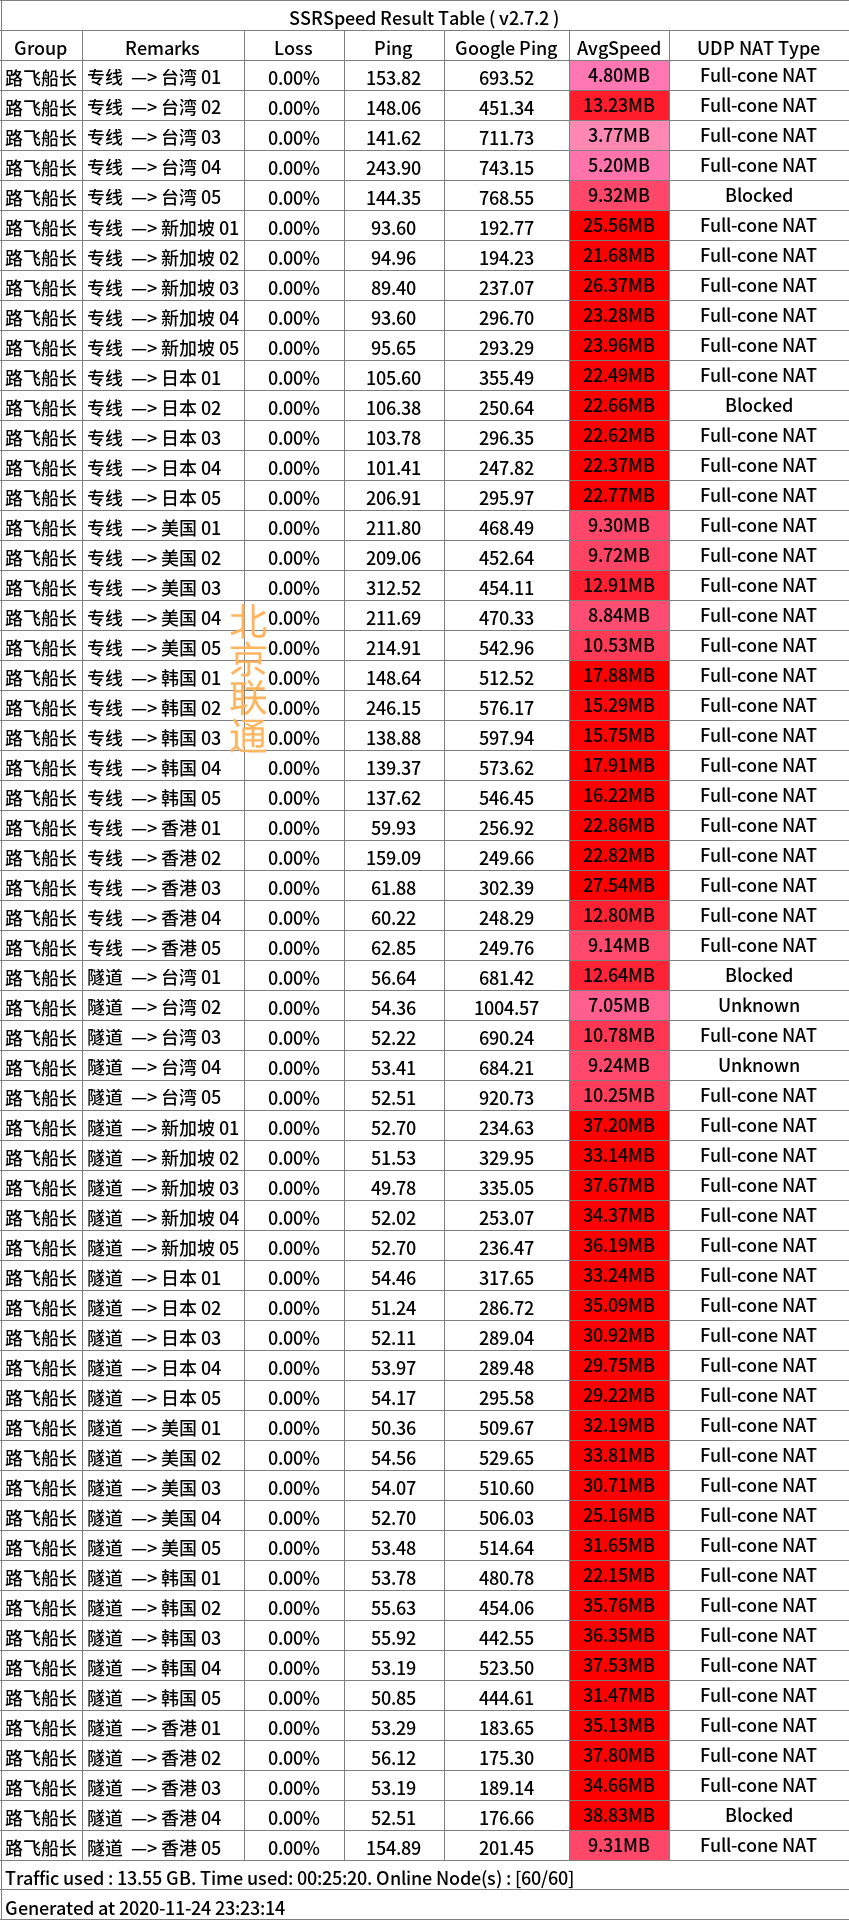 SSRSpeed Result Table ( v2.7.2 )
Group Remarks Loss Ping Google Ping AvgSpeed UDP NAT Type
路飞船长 专线 —> 台湾 01 0.00% 153.82 693.52 4.80MB Full-cone NAT
路飞船长 专线 —> 台湾 02 0.00% 148.06 451.34 13.23MB Full-cone NAT
路飞船长 专线 —> 台湾 03 0.00% 141.62 711.73 3.77MB Full-cone NAT
路飞船长 专线 —> 台湾 04 0.00% 243.90 743.15 5.20MB Full-cone NAT
路飞船长 专线 —> 台湾 05 0.00% 144.35 768.55 9.32MB Blocked
路飞船长 专线 —> 新加坡 01 0.00% 93.60 192.77 25.56MB Full-cone NAT
路飞船长 专线 —> 新加坡 02 0.00% 94.96 194.23 21.68MB Full-cone NAT
路飞船长 专线 —> 新加坡 03 0.00% 89.40 237.07 26.37MB Full-cone NAT
路飞船长 专线 —> 新加坡 04 0.00% 93.60 296.70 23.28MB Full-cone NAT
路飞船长 专线 —> 新加坡 05 0.00% 95.65 293.29 23.96MB Full-cone NAT
路飞船长 专线 —> 日本 01 0.00% 105.60 355.49 22.49MB Full-cone NAT
路飞船长 专线 —> 日本 02 0.00% 106.38 250.64 22.66MB Blocked
路飞船长 专线 —> 日本 03 0.00% 103.78 296.35 22.62MB Full-cone NAT
路飞船长 专线 —> 日本 04 0.00% 101.41 247.82 22.37MB Full-cone NAT
路飞船长 专线 —> 日本 05 0.00% 206.91 295.97 22.77MB Full-cone NAT
路飞船长 专线 —> 美国 01 0.00% 211.80 468.49 9.30MB Full-cone NAT
路飞船长 专线 —> 美国 02 0.00% 209.06 452.64 9.72MB Full-cone NAT
路飞船长 专线 —> 美国 03 0.00% 312.52 454.11 12.91MB Full-cone NAT
路飞船长 专线 —> 美国 04 0.00% 211.69 470.33 8.84MB Full-cone NAT
路飞船长 专线 —> 美国 05 0.00% 214.91 542.96 10.53MB Full-cone NAT
路飞船长 专线 —> 韩国 01 0.00% 148.64 512.52 17.88MB Full-cone NAT
路飞船长 专线 —> 韩国 02 0.00% 246.15 576.17 15.29MB Full-cone NAT
路飞船长 专线 —> 韩国 03 0.00% 138.88 597.94 15.75MB Full-cone NAT
路飞船长 专线 —> 韩国 04 0.00% 139.37 573.62 17.91MB Full-cone NAT
路飞船长 专线 —> 韩国 05 0.00% 137.62 546.45 16.22MB Full-cone NAT
路飞船长 专线 —> 香港 01 0.00% 59.93 256.92 22.86MB Full-cone NAT
路飞船长 专线 —> 香港 02 0.00% 159.09 249.66 22.82MB Full-cone NAT
路飞船长 专线 —> 香港 03 0.00% 61.88 302.39 27.54MB Full-cone NAT
路飞船长 专线 —> 香港 04 0.00% 60.22 248.29 12.80MB Full-cone NAT
路飞船长 专线 —> 香港 05 0.00% 62.85 249.76 9.14MB Full-cone NAT
路飞船长 隧道 —> 台湾 01 0.00% 56.64 681.42 12.64MB Blocked
路飞船长 隧道 —> 台湾 02 0.00% 54.36 1004.57 7.05MB Unknown
路飞船长 隧道 —> 台湾 03 0.00% 52.22 690.24 10.78MB Full-cone NAT
路飞船长 隧道 —> 台湾 04 0.00% 53.41 684.21 9.24MB Unknown
路飞船长 隧道 —> 台湾 05 0.00% 52.51 920.73 10.25MB Full-cone NAT
路飞船长 隧道 —> 新加坡 01 0.00% 52.70 234.63 37.20MB Full-cone NAT
路飞船长 隧道 —> 新加坡 02 0.00% 51.53 329.95 33.14MB Full-cone NAT
路飞船长 隧道 —> 新加坡 03 0.00% 49.78 335.05 37.67MB Full-cone NAT
路飞船长 隧道 —> 新加坡 04 0.00% 52.02 253.07 34.37MB Full-cone NAT
路飞船长 隧道 —> 新加坡 05 0.00% 52.70 236.47 36.19MB Full-cone NAT
路飞船长 隧道 —> 日本 01 0.00% 54.46 317.65 33.24MB Full-cone NAT
路飞船长 隧道 —> 日本 02 0.00% 51.24 286.72 35.09MB Full-cone NAT
路飞船长 隧道 —> 日本 03 0.00% 52.11 289.04 30.92MB Full-cone NAT
路飞船长 隧道 —> 日本 04 0.00% 53.97 289.48 29.75MB Full-cone NAT
路飞船长 隧道 —> 日本 05 0.00% 54.17 295.58 29.22MB Full-cone NAT
路飞船长 隧道 —> 美国 01 0.00% 50.36 509.67 32.19MB Full-cone NAT
路飞船长 隧道 —> 美国 02 0.00% 54.56 529.65 33.81MB Full-cone NAT
路飞船长 隧道 —> 美国 03 0.00% 54.07 510.60 30.71MB Full-cone NAT
路飞船长 隧道 —> 美国 04 0.00% 52.70 506.03 25.16MB Full-cone NAT
路飞船长 隧道 —> 美国 05 0.00% 53.48 514.64 31.65MB Full-cone NAT
路飞船长 隧道 —> 韩国 01 0.00% 53.78 480.78 22.15MB Full-cone NAT
路飞船长 隧道 —> 韩国 02 0.00% 55.63 454.06 35.76MB Full-cone NAT
路飞船长 隧道 —> 韩国 03 0.00% 55.92 442.55 36.35MB Full-cone NAT
路飞船长 隧道 —> 韩国 04 0.00% 53.19 523.50 37.53MB Full-cone NAT
路飞船长 隧道 —> 韩国 05 0.00% 50.85 444.61 31.47MB Full-cone NAT
路飞船长 隧道 —> 香港 01 0.00% 53.29 183.65 35.13MB Full-cone NAT
路飞船长 隧道 —> 香港 02 0.00% 56.12 175.30 37.80MB Full-cone NAT
路飞船长 隧道 —> 香港 03 0.00% 53.19 189.14 34.66MB Full-cone NAT
路飞船长 隧道 —> 香港 04 0.00% 52.51 176.66 38.83MB Blocked
路飞船长 隧道 —> 香港 05 0.00% 154.89 201.45 9.31MB Full-cone NAT
Traffic used : 13.55 GB. Time used: 00:25:20. Online Node(s) : [60/60]
Generated at 2020-11-24 23:23:14
北京联通